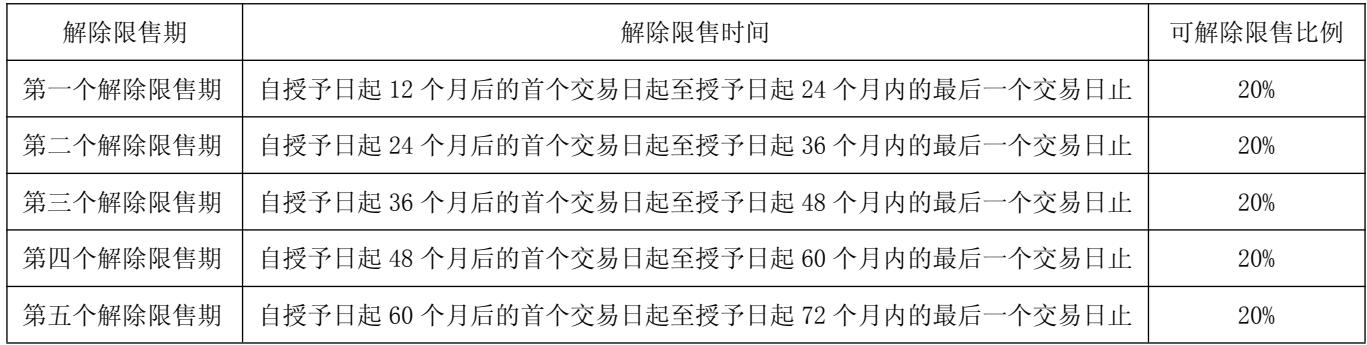 解除限售期 解除限售时间 可解除限售比例
第一个解除限售期 自授予日起 12 个月后的首个交易日起至授予日起 24 个月内的最后一个交易日止 20%
第二个解除限售期 自授予日起 24 个月后的首个交易日起至授予日起 36 个月内的最后一个交易日止 20%
第三个解除限售期 自授予日起 36 个月后的首个交易日起至授予日起 48 个月内的最后一个交易日止 20%
第四个解除限售期 自授予日起 48 个月后的首个交易日起至授予日起 60 个月内的最后一个交易日止 20%
第五个解除限售期 自授予日起 60 个月后的首个交易日起至授予日起 72 个月内的最后一个交易日止 20%